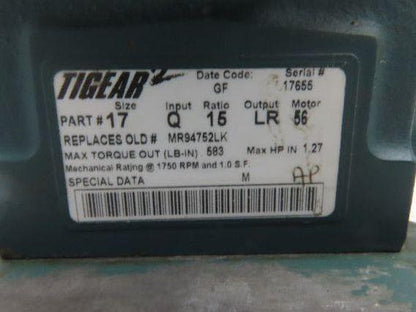 TIGEAR 2 Date Code: Serial #
GF 17655
Size Input Ratio Output Motor
PART # 17 Q 15 LR 56
REPLACES OLD # MR94752LK
MAX TORQUE OUT (LB-IN) 583 Max HP IN 1.27
Mechanical Rating @ 1750 RPM and 1.0 S.F.
SPECIAL DATA M
AP